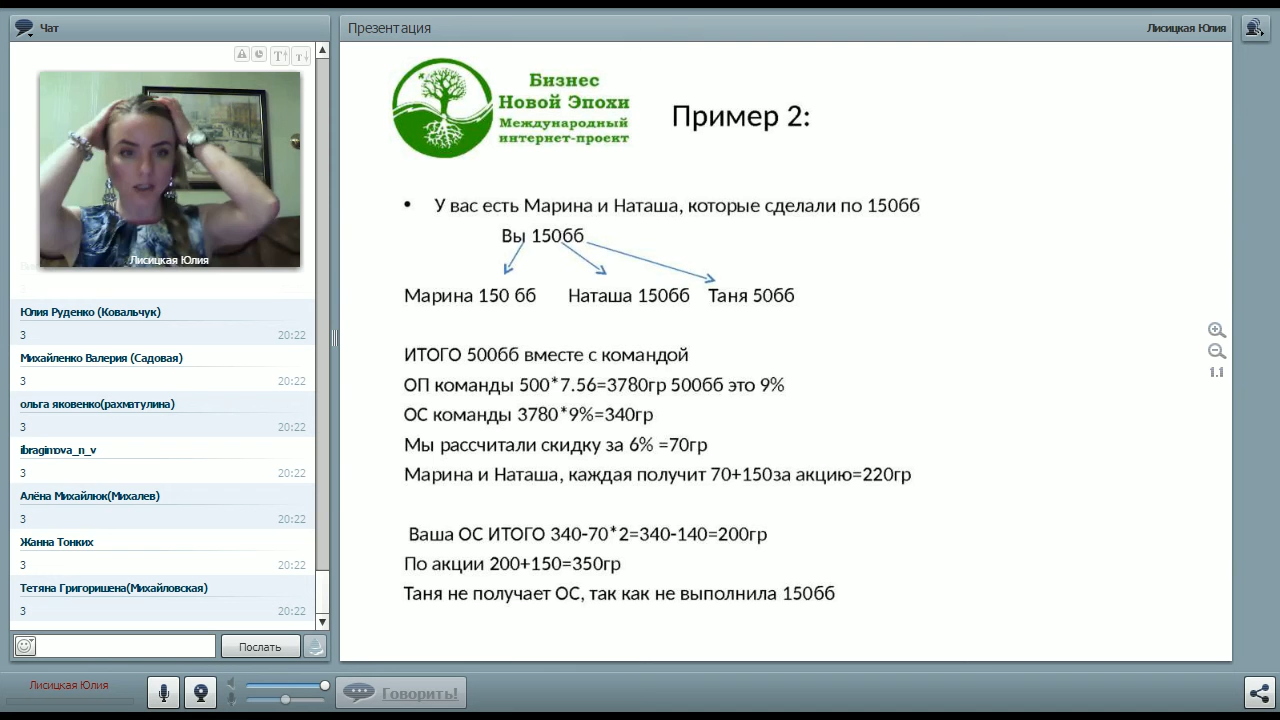 Чат
Лисицкая Юлия
Юлия Руденко (Ковальчук)
3 20:22
Михайленко Валерия (Садовая)
3 20:22
ольга яковенко(рахматулина)
3 20:22
ibragimova_n_v
3 20:22
Алёна Михайлюк(Михалев)
3 20:22
Жанна Тонких
3 20:22
Тетяна Григоришена(Михайловская)
3 20:22
Послать
Лисицкая Юлия
Говорить!
Презентация
Лисицкая Юлия
Бизнес
Новой Эпохи
Международный
интернет-проект
Пример 2:
• У вас есть Марина и Наташа, которые сделали по 150бб
Вы 150бб
Марина 150 бб Наташа 150бб Таня 50бб
ИТОГО 500бб вместе с командой
ОП команды 500*7.56=3780гр 500бб это 9%
ОС команды 3780*9%=340гр
Мы рассчитали скидку за 6% =70гр
Марина и Наташа, каждая получит 70+150за акцию=220гр
Ваша ОС ИТОГО 340-70*2=340-140=200гр
По акции 200+150=350гр
Таня не получает ОС, так как не выполнила 150бб
1.1